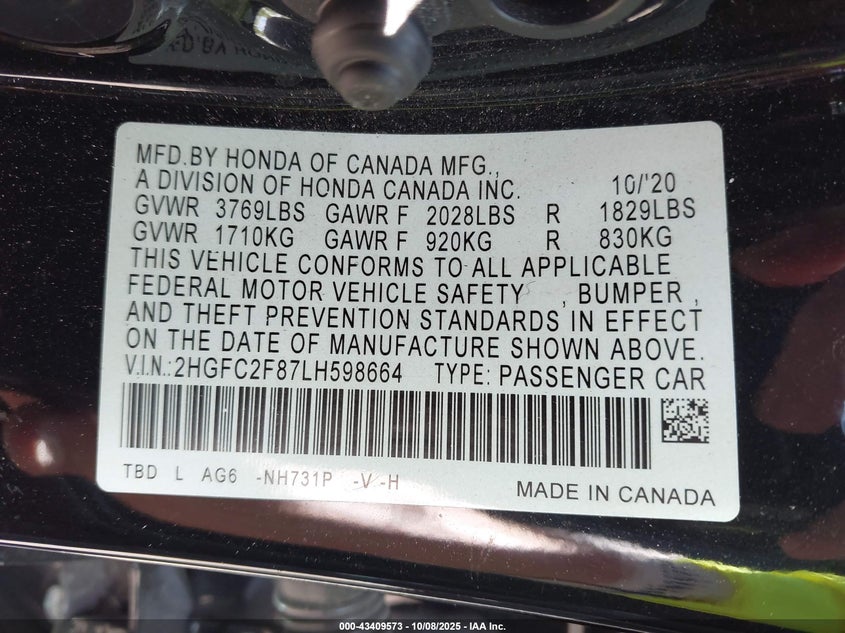 MFD.BY HONDA OF CANADA MFG.,
A DIVISION OF HONDA CANADA INC. 10/'20
GVWR 3769LBS GAWR F 2028LBS R 1829LBS
GVWR 1710KG GAWR F 920KG R 830KG
THIS VEHICLE CONFORMS TO ALL APPLICABLE
FEDERAL MOTOR VEHICLE SAFETY , BUMPER ,
AND THEFT PREVENTION STANDARDS IN EFFECT
ON THE DATE OF MANUFACTURE SHOWN ABOVE.
V.I.N.:2HGFC2F87LH598664 TYPE: PASSENGER CAR
TBD L AG6 -NH731P -V -H
MADE IN CANADA
000-43409573 - 10/08/2025 - IAA Inc.